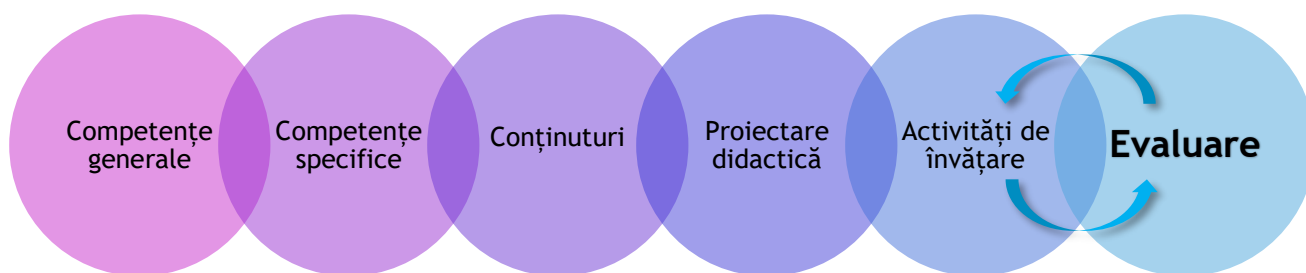 Competențe
generale
Competențe
specifice
Conținuturi
Proiectare
didactică
Activități de
învățare
Evaluare